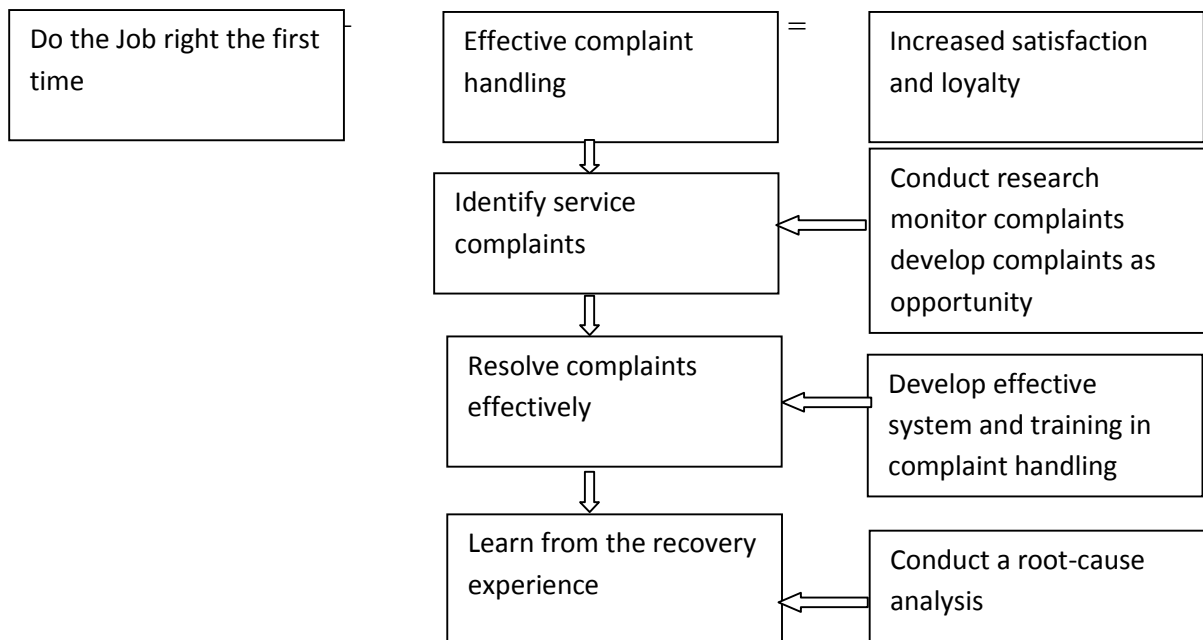 Do the Job right the first
time
-
Effective complaint
handling
=
Increased satisfaction
and loyalty
Identify service
complaints
Conduct research
monitor complaints
develop complaints as
opportunity
Resolve complaints
effectively
Develop effective
system and training in
complaint handling
Learn from the recovery
experience
Conduct a root-cause
analysis